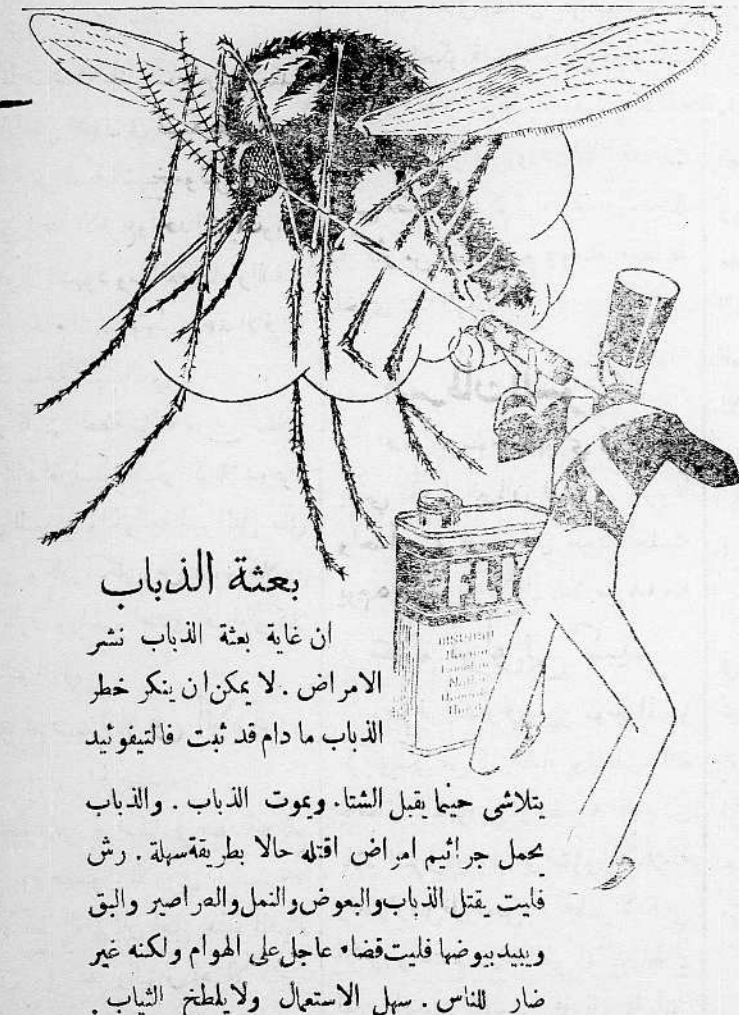 FLI
بعثة الذباب
ان غاية بعثة الذباب نشر
الامراض . لا يمكن ان ينكر خطر
الذباب ما دام قد ثبت فالتيفوئيد
يتلاشى حينما يقبل الشتاء ويموت الذباب . والذباب
يحمل جراثيم امراض اقتله حالا بطريقة سهلة . رش
فليت يقتل الذباب والبعوض والنمل والصراصير والبق
ويبيد بيوضها فليت قضاء عاجل على الهوام ولكنه غير
ضار للناس . سهل الاستعمال ولا يلطخ الثياب .